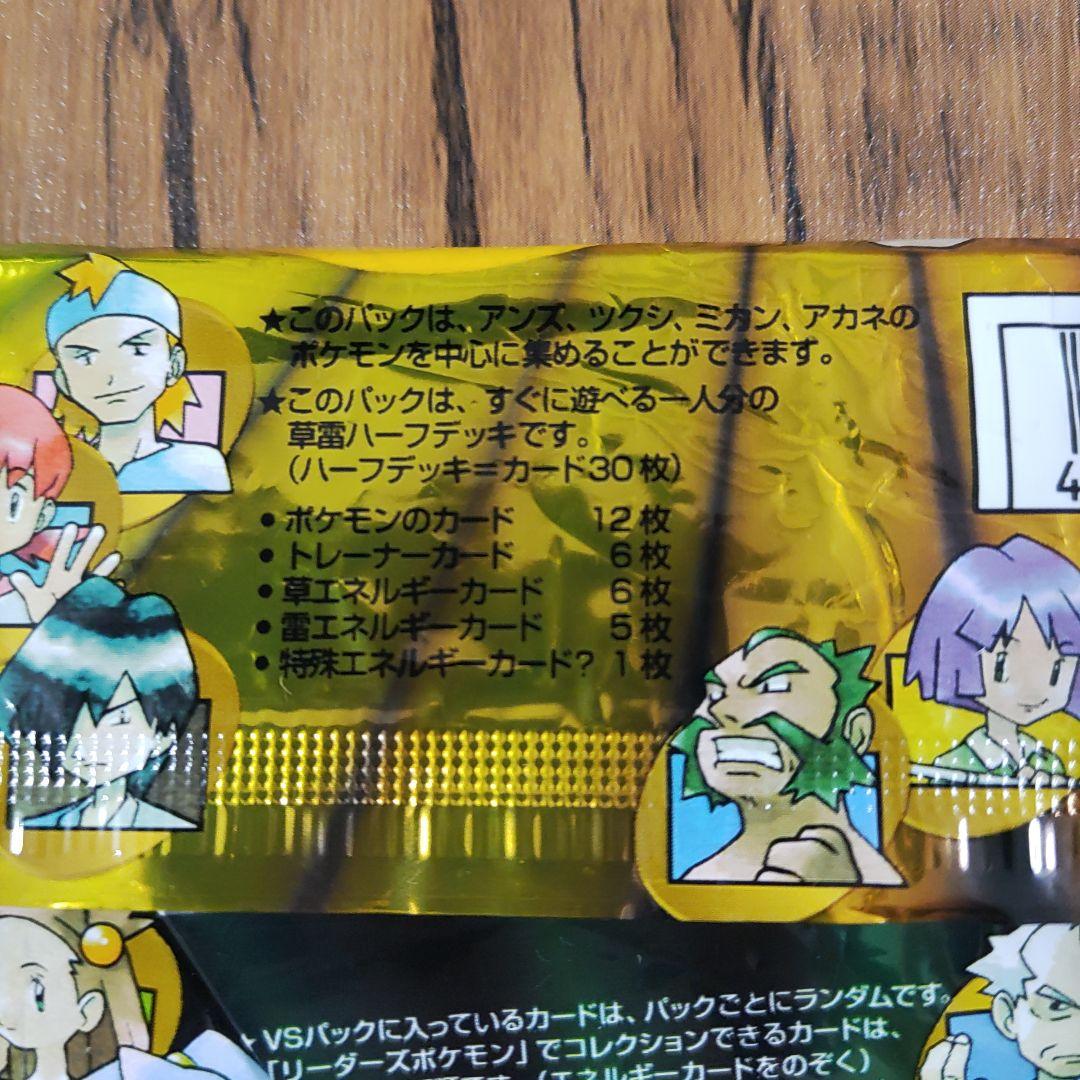 ★このパックは、アンズ、ツクシ、ミカン、アカネの
ポケモンを中心に集めることができます。
★このパックは、すぐに遊べる一人分の
草雷ハーフデッキです。
（ハーフデッキ=カード30枚）
●ポケモンのカード 12枚
●トレーナーカード 6枚
●草エネルギーカード 6枚
●雷エネルギーカード 5枚
●特殊エネルギーカード? 1枚
4
VSパックに入っているカードは、パックごとにランダムです。
「リーダーズポケモン」でコレクションできるカードは、
です。(エネルギーカードをのぞく)